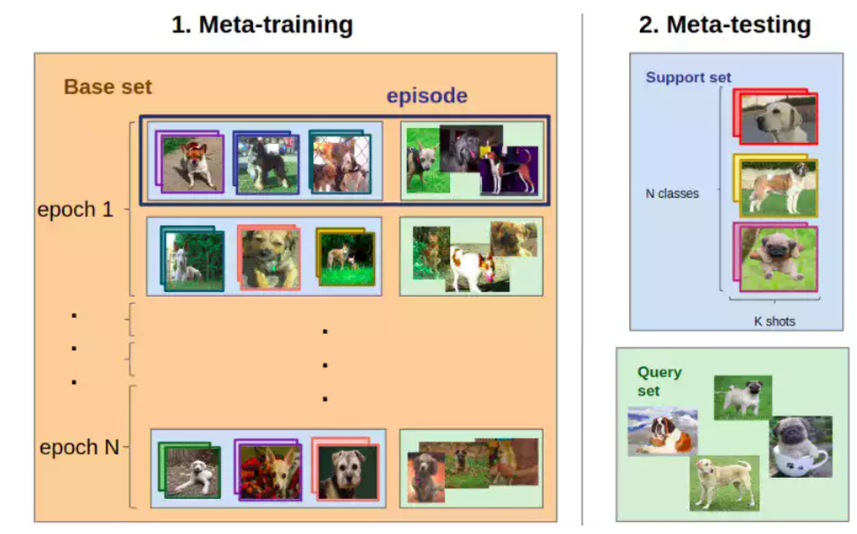 1. Meta-training
2. Meta-testing
Base set
episode
epoch 1
epoch N
Support set
N classes
K shots
Query
set